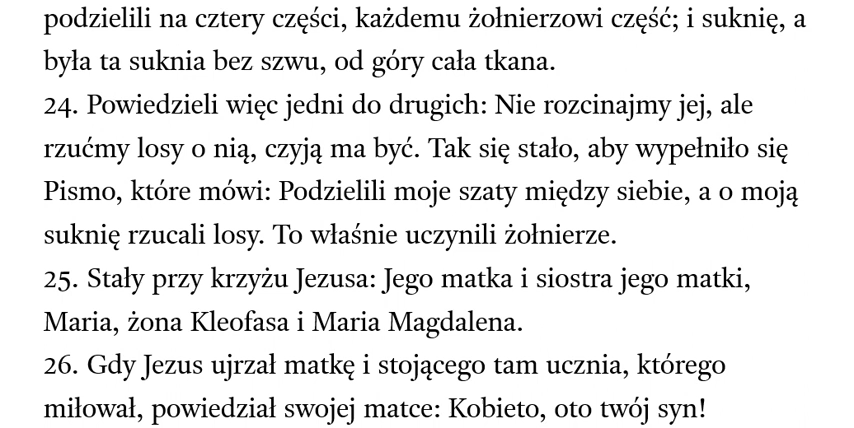 podzielili na cztery części, każdemu żołnierzowi część; i suknię, a
była ta suknia bez szwu, od góry cała tkana.
24. Powiedzieli więc jedni do drugich: Nie rozcinajmy jej, ale
rzućmy losy o nią, czyją ma być. Tak się stało, aby wypełniło się
Pismo, które mówi: Podzielili moje szaty między siebie, a o moją
suknię rzucali losy. To właśnie uczynili żołnierze.
25. Stały przy krzyżu Jezusa: Jego matka i siostra jego matki,
Maria, żona Kleofasa i Maria Magdalena.
26. Gdy Jezus ujrzał matkę i stojącego tam ucznia, którego
miłował, powiedział swojej matce: Kobieto, oto twój syn!